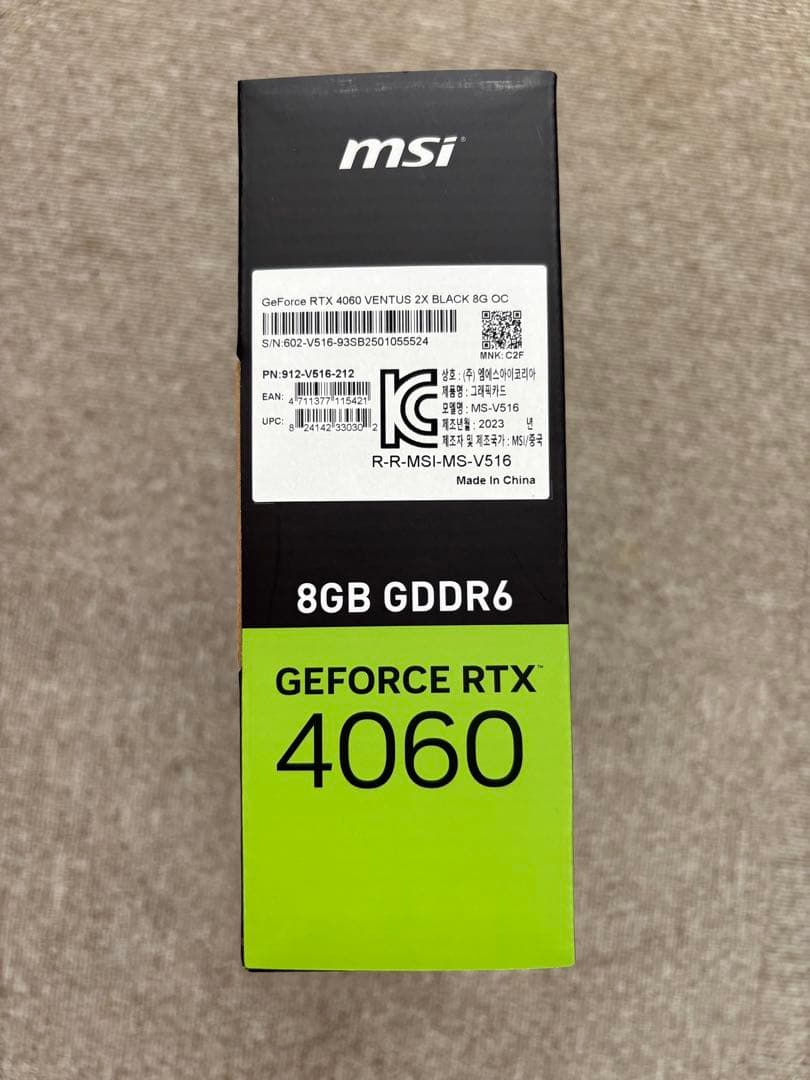 msi
GeForce RTX 4060 VENTUS 2X BLACK 8G OC
S/N:602-V516-93SB2501055524
MNK: C2F
PN:912-V516-212
EAN: 4 711377 115421
UPC: 8 24142 33030 2
상호 : (주) 엠에스아이코리아
제품명 : 그래픽카드
모델명 : MS-V516
제조년월 : 2023 년
제조자 및 제조국가 : MSI/중국
R-R-MSI-MS-V516
Made In China
8GB GDDR6
GEFORCE RTX™
4060